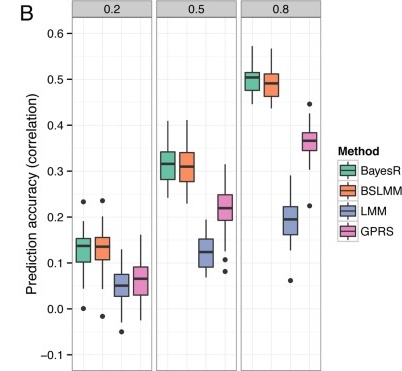 B
0.2 0.5 0.8
0.6
0.5
0.4
0.3
0.2
0.1
0.0
−0.1
Prediction accuracy (correlation)
Method
BayesR
BSLMM
LMM
GPRS